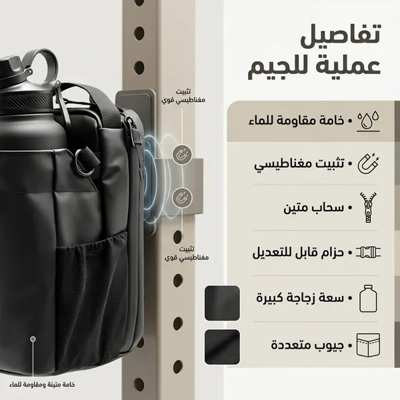 تفاصيل
عملية للجيم
تثبيت
مغناطيسي قوي
خامة مقاومة للماء
تثبيت مغناطيسي
سحاب متين
حزام قابل للتعديل
سعة زجاجة كبيرة
جيوب متعددة
تثبيت
مغناطيسي قوي
خامة متينة ومقاومة للماء